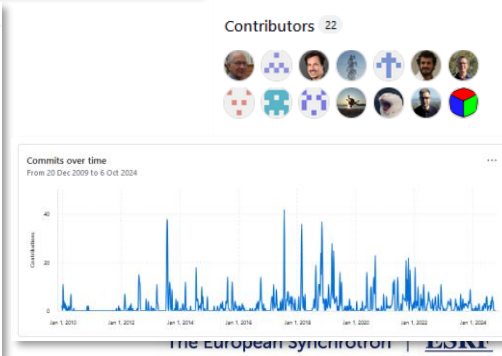 Contributors 22
Commits over time
From 20 Dec 2009 to 6 Oct 2024
...
Contributions
40
20
0
Jan 1, 2010 Jan 1, 2012 Jan 1, 2014 Jan 1, 2016 Jan 1, 2018 Jan 1, 2020 Jan 1, 2022 Jan 1, 2024
The European Synchrotron | ESRF